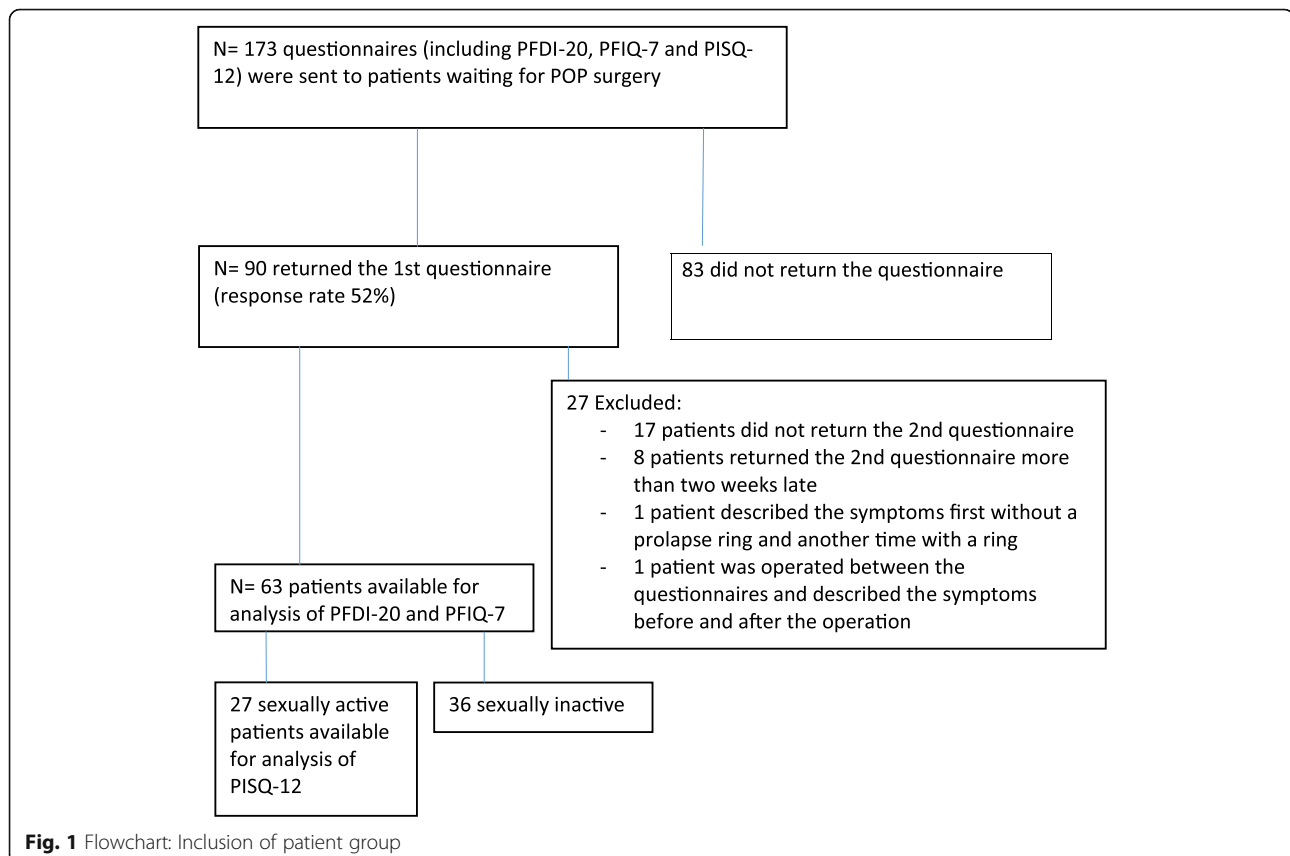 N= 173 questionnaires (including PFDI-20, PFIQ-7 and PISQ-
12) were sent to patients waiting for POP surgery
N= 90 returned the 1st questionnaire
(response rate 52%)
83 did not return the questionnaire
27 Excluded:
- 17 patients did not return the 2nd questionnaire
- 8 patients returned the 2nd questionnaire more
than two weeks late
- 1 patient described the symptoms first without a
prolapse ring and another time with a ring
- 1 patient was operated between the
questionnaires and described the symptoms
before and after the operation
N= 63 patients available for
analysis of PFDI-20 and PFIQ-7
27 sexually active
patients available
for analysis of
PISQ-12
36 sexually inactive
Fig. 1 Flowchart: Inclusion of patient group